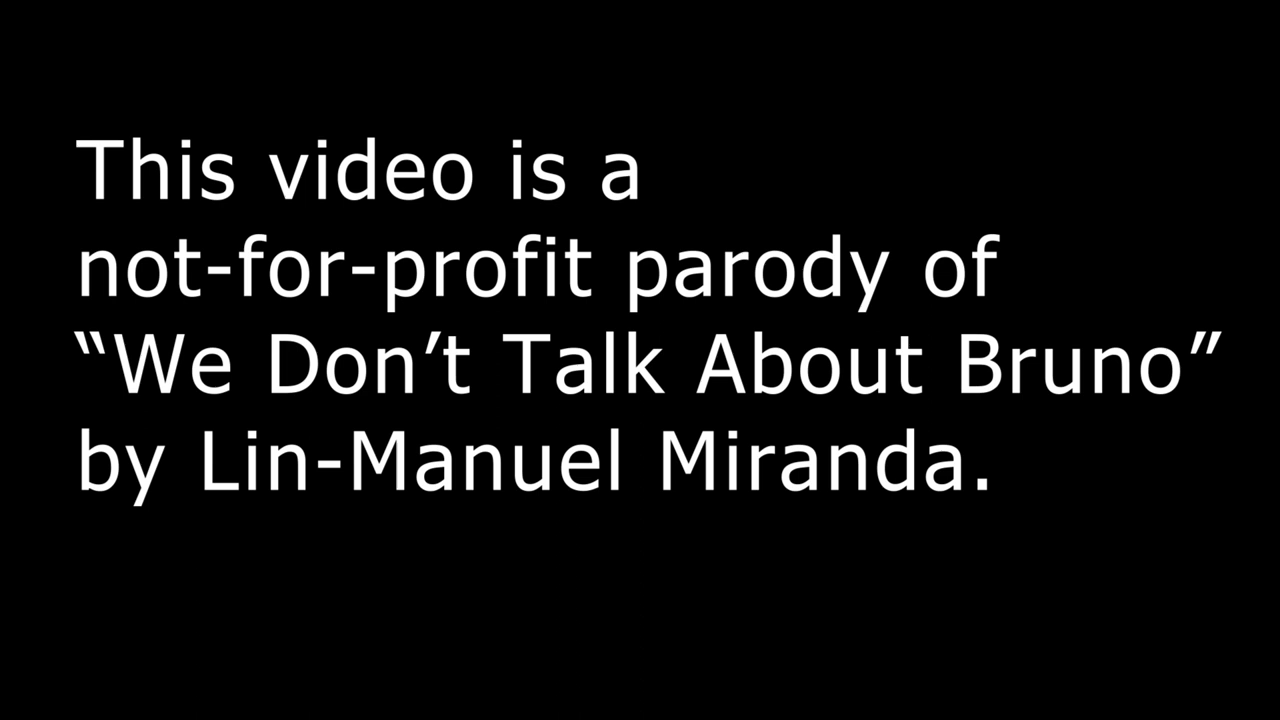 This video is a
not-for-profit parody of
“We Don’t Talk About Bruno”
by Lin-Manuel Miranda.